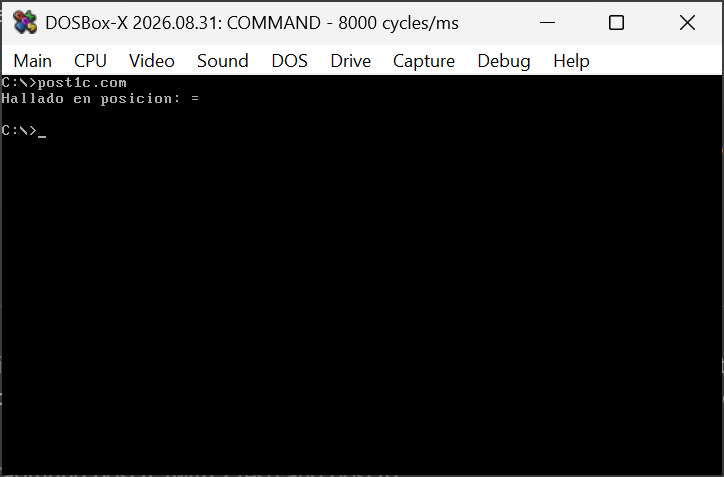 DOSBox-X 2026.08.31: COMMAND - 8000 cycles/ms
Main CPU Video Sound DOS Drive Capture Debug Help
C:\>post1c.com
Hallado en posicion: =
C:\>_